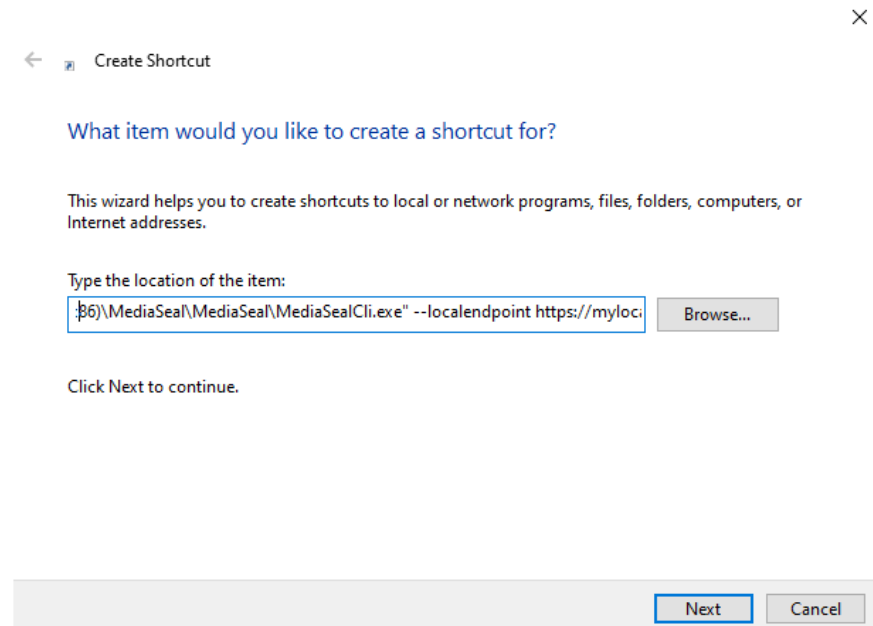 Create Shortcut
What item would you like to create a shortcut for?
This wizard helps you to create shortcuts to local or network programs, files, folders, computers, or
Internet addresses.
Type the location of the item:
86)\MediaSeal\MediaSeal\MediaSealCli.exe" --localendpoint https://myloc
Browse...
Click Next to continue.
Next
Cancel